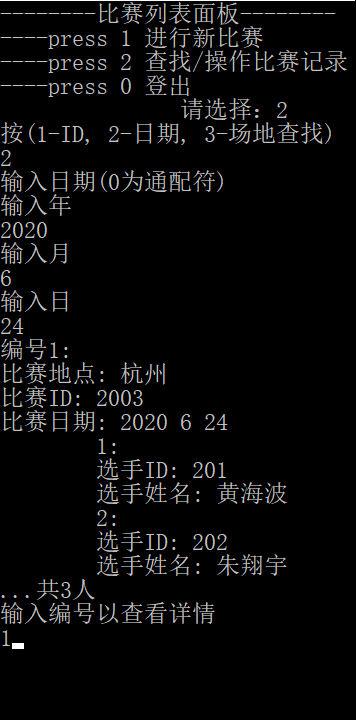 --------比赛列表面板--------
----press 1 进行新比赛
----press 2 查找/操作比赛记录
----press 0 登出
请选择: 2
按(1-ID, 2-日期, 3-场地查找)
2
输入日期(0为通配符)
输入年
2020
输入月
6
输入日
24
编号1:
比赛地点: 杭州
比赛ID: 2003
比赛日期: 2020 6 24
1:
选手ID: 201
选手姓名: 黄海波
2:
选手ID: 202
选手姓名: 朱翔宇
...共3人
输入编号以查看详情
1